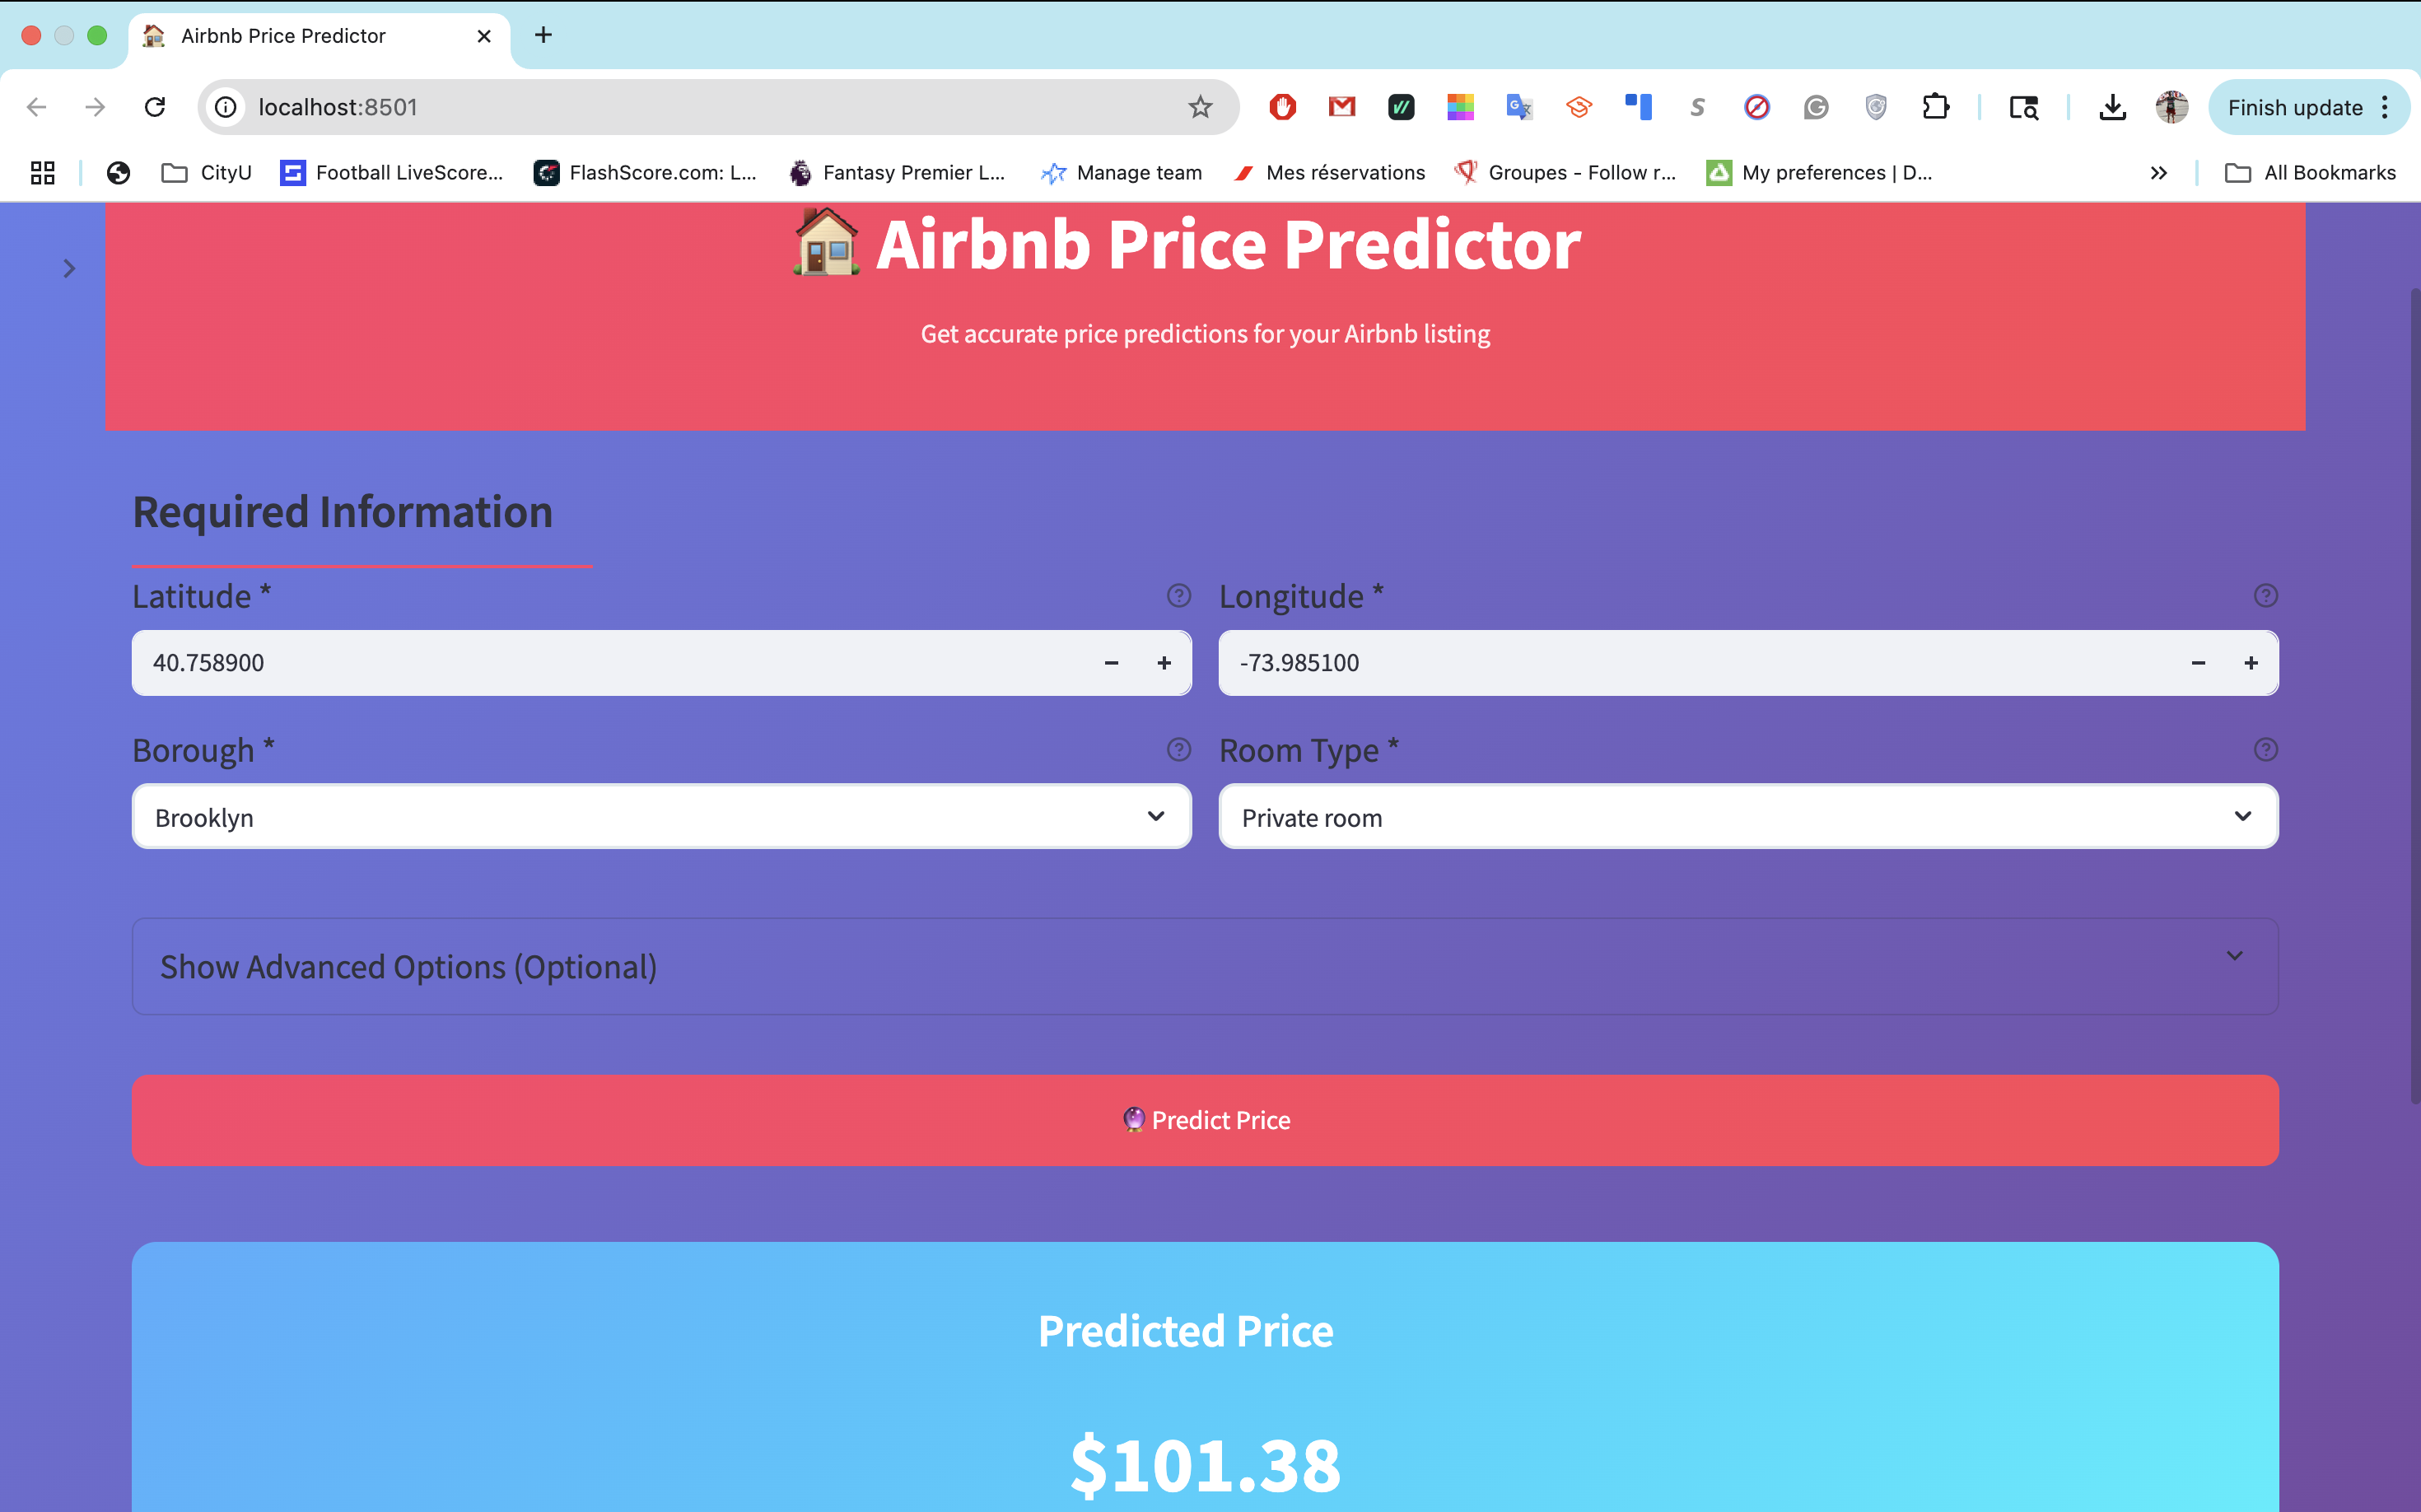 Airbnb Price Predictor
localhost:8501
Finish update
CityU
Football LiveScore...
FlashScore.com: L...
Fantasy Premier L...
Manage team
Mes réservations
Groupes - Follow r...
My preferences | D...
All Bookmarks
Airbnb Price Predictor
Get accurate price predictions for your Airbnb listing
Required Information
Latitude *
Longitude *
40.758900
-73.985100
Borough *
Room Type *
Brooklyn
Private room
Show Advanced Options (Optional)
Predict Price
Predicted Price
$101.38